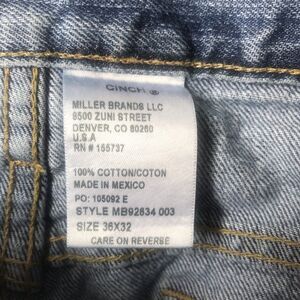 CINCH ®
MILLER BRANDS LLC
8500 ZUNI STREET
DENVER, CO 80260
U.S.A
RN # 155737
100% COTTON/COTTON
MADE IN MEXICO
PO: 105092 E
STYLE MB92834 003
SIZE 36X32
CARE ON REVERSE